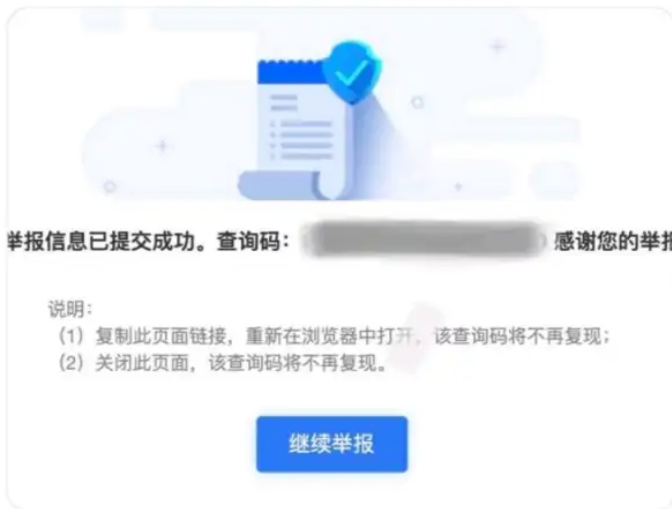 举报信息已提交成功。查询码：感谢您的举报
说明：
（1）复制此页面链接，重新在浏览器中打开，该查询码将不再复现；
（2）关闭此页面，该查询码将不再复现。
继续举报